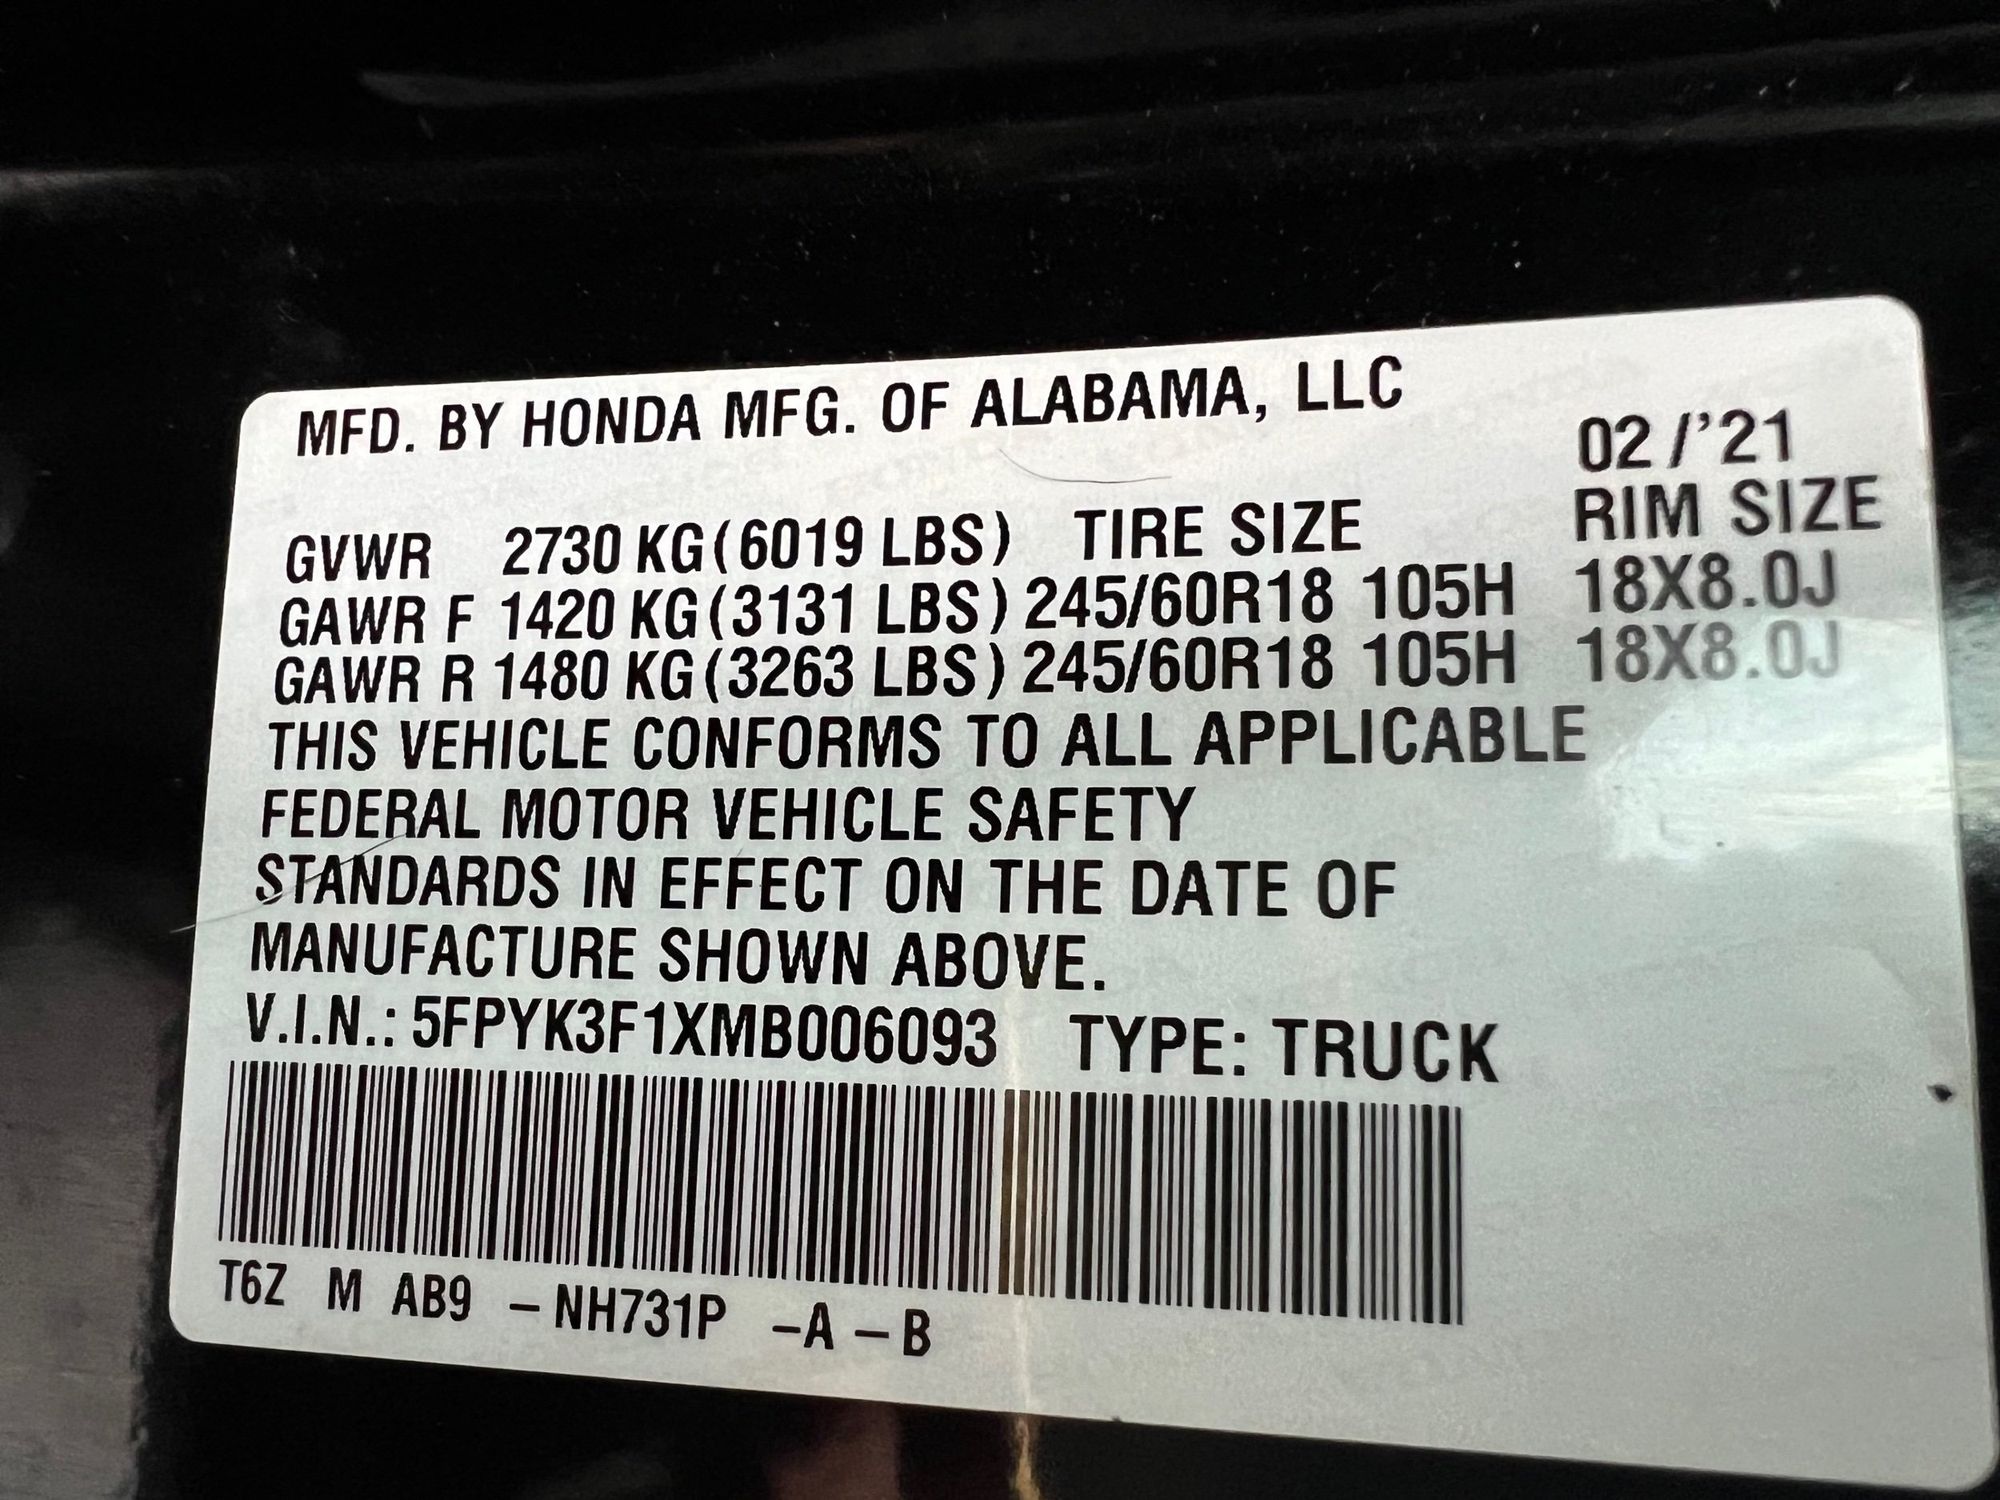 MFD. BY HONDA MFG. OF ALABAMA, LLC
02/'21
GVWR 2730 KG(6019 LBS) TIRE SIZE RIM SIZE
GAWR F 1420 KG(3131 LBS) 245/60R18 105H 18X8.0J
GAWR R 1480 KG(3263 LBS) 245/60R18 105H 18X8.0J
THIS VEHICLE CONFORMS TO ALL APPLICABLE
FEDERAL MOTOR VEHICLE SAFETY
STANDARDS IN EFFECT ON THE DATE OF
MANUFACTURE SHOWN ABOVE.
V.I.N.: 5FPYK3F1XMB006093 TYPE: TRUCK
T6Z M AB9 –NH731P –A –B